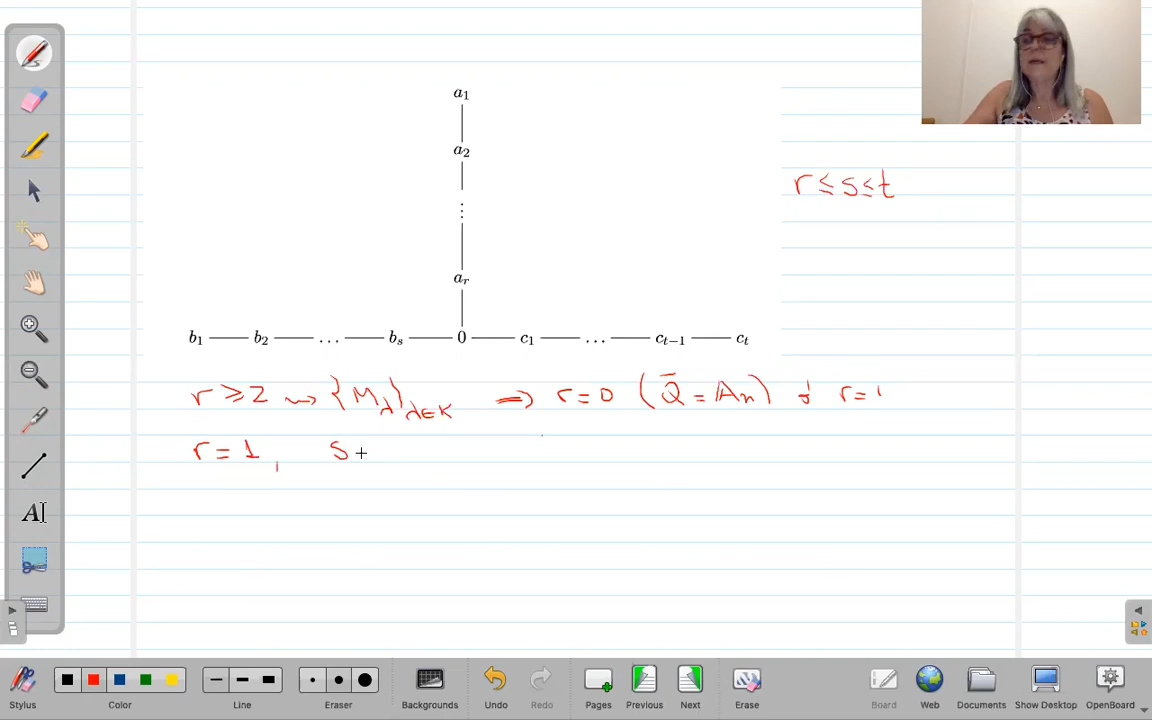 a₁
a₂
⋮
aᵣ
b₁ b₂ … bₛ 0 c₁ … cₜ₋₁ cₜ
r ≤ s ≤ t
r ≥ 2 ⇝ {M_λ}_{λ∈K} ⇒ r = 0 (Q̄ = Aₙ) ó r = 1
r = 1, s
A
Stylus Color Line Eraser Backgrounds Undo Redo Pages Previous Next Erase Board Web Documents Show Desktop OpenBoard